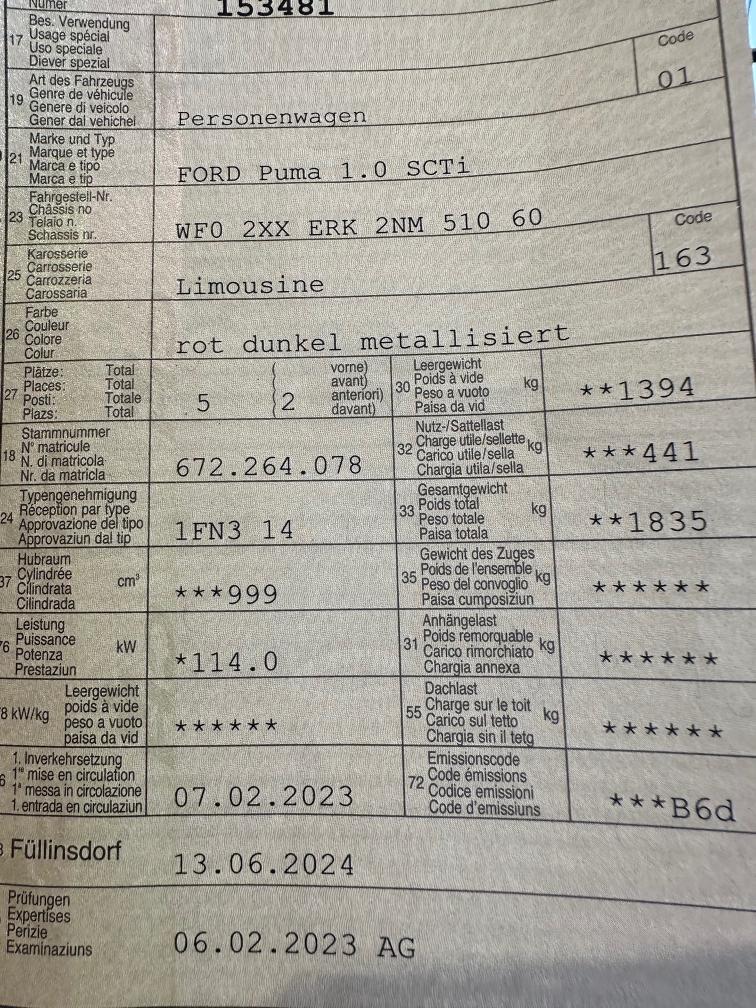 Numer
153481
17
Bes. Verwendung
Usage spécial
Uso speciale
Diever spezial
Code
01
19
Art des Fahrzeugs
Genre de véhicule
Genere di veicolo
Gener dal vehichel
Personenwagen
21
Marke und Typ
Marque et type
Marca e tipo
Marca e tip
FORD Puma 1.0 SCTi
23
Fahrgestell-Nr.
Châssis no
Telaio n.
Schassis nr.
WF0 2XX ERK 2NM 510 60
25
Karosserie
Carrosserie
Carrozzeria
Carossaria
Limousine
Code
163
26
Farbe
Couleur
Colore
Colur
rot dunkel metallisiert
27
Plätze: Total
Places: Total
Posti: Totale
Plazs: Total
5
2
vorne)
avant)
anteriori)
davant)
30
Leergewicht
Poids à vide kg
Peso a vuoto
Paisa da vid
**1394
18
Stammnummer
N° matricule
N. di matricola
Nr. da matricla
672.264.078
32
Nutz-/Sattellast
Charge utile/sellette kg
Carico utile/sella
Chargia utila/sella
***441
24
Typengenehmigung
Réception par type
Approvazione del tipo
Approvaziun dal tip
1FN3 14
33
Gesamtgewicht
Poids total kg
Peso totale
Paisa totala
**1835
37
Hubraum
Cylindrée cm³
Cilindrata
Cilindrada
***999
35
Gewicht des Zuges
Poids de l'ensemble kg
Peso del convoglio
Paisa cumposiziun
******
76
Leistung
Puissance kW
Potenza
Prestaziun
*114.0
31
Anhängelast
Poids remorquable kg
Carico rimorchiato
Chargia annexa
******
8 kW/kg
Leergewicht
poids à vide
peso a vuoto
paisa da vid
******
55
Dachlast
Charge sur le toit kg
Carico sul tetto
Chargia sin il tetg
******
6
1. Inverkehrsetzung
1re mise en circulation
1a messa in circolazione
1. entrada en circulaziun
07.02.2023
72
Emissionscode
Code émissions
Codice emissioni
Code d'emissiuns
***B6d
Füllinsdorf
13.06.2024
Prüfungen
Expertises
Perizie
Examinaziuns
06.02.2023 AG